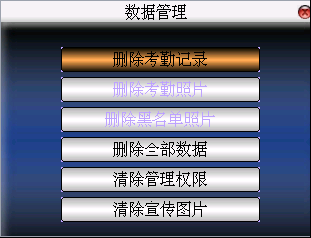 数据管理
删除考勤记录
删除考勤照片
删除黑名单照片
删除全部数据
清除管理权限
清除宣传图片